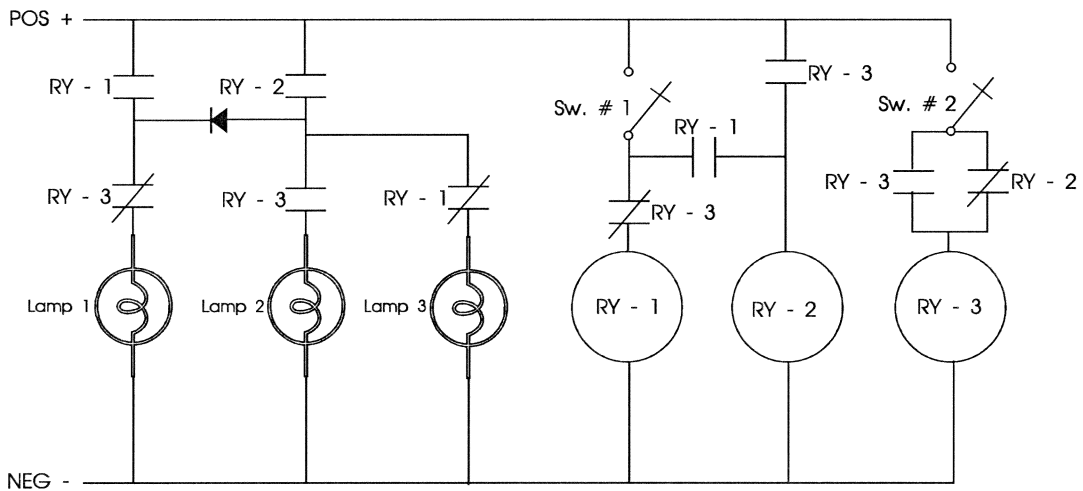 POS +
RY - 1
RY - 2
RY - 3
Sw. # 1
Sw. # 2
RY - 1
RY - 3
RY - 3
RY - 1
RY - 3
RY - 3
RY - 2
Lamp 1
Lamp 2
Lamp 3
RY - 1
RY - 2
RY - 3
NEG -